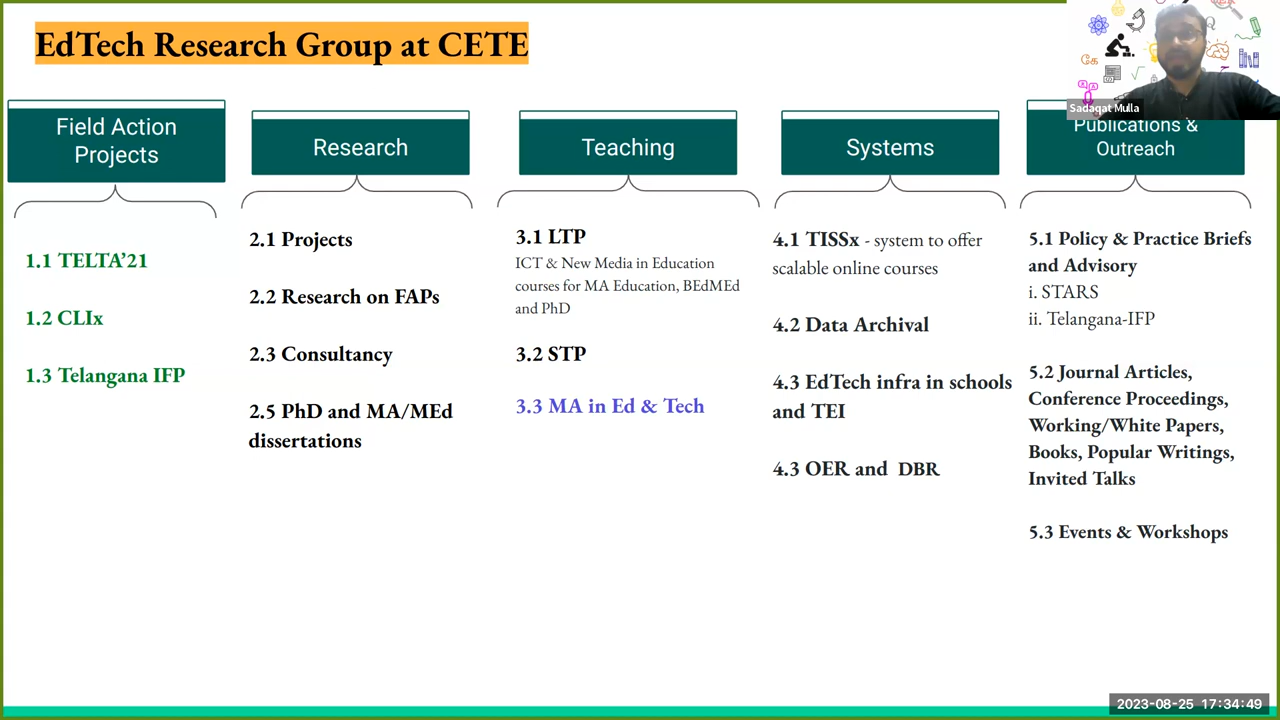 EdTech Research Group at CETE
Sadaqat Mulla
Field Action
Projects
1.1 TELTA’21
1.2 CLIx
1.3 Telangana IFP
Research
2.1 Projects
2.2 Research on FAPs
2.3 Consultancy
2.5 PhD and MA/MEd
dissertations
Teaching
3.1 LTP
ICT & New Media in Education
courses for MA Education, BEdMEd
and PhD
3.2 STP
3.3 MA in Ed & Tech
Systems
4.1 TISSx - system to offer
scalable online courses
4.2 Data Archival
4.3 EdTech infra in schools
and TEI
4.3 OER and DBR
Publications &
Outreach
5.1 Policy & Practice Briefs
and Advisory
i. STARS
ii. Telangana-IFP
5.2 Journal Articles,
Conference Proceedings,
Working/White Papers,
Books, Popular Writings,
Invited Talks
5.3 Events & Workshops
2023-08-25 17:34:49